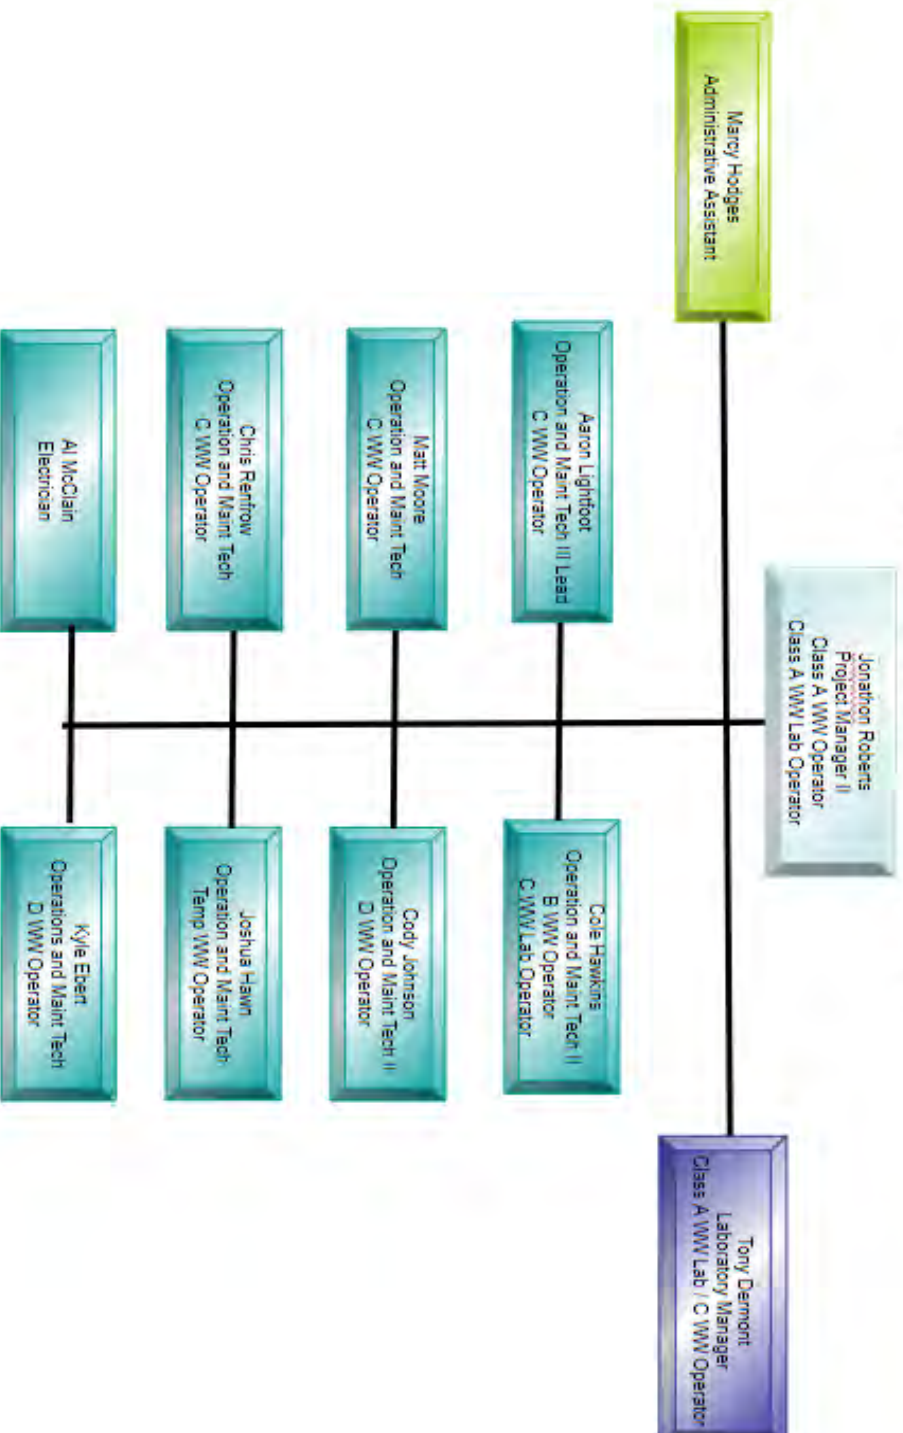 Jonathon Roberts
Project Manager II
Class A WW Operator
Class A WW Lab Operator
Marcy Hodges
Administrative Assistant
Tony Dermont
Laboratory Manager
Class A WW Lab / C WW Operator
Aaron Lightfoot
Operation and Maint Tech III Lead
C WW Operator
Cole Hawkins
Operation and Maint Tech II
B WW Operator
C WW Lab Operator
Matt Moore
Operation and Maint Tech
C WW Operator
Cody Johnson
Operation and Maint Tech II
D WW Operator
Chris Renfrow
Operation and Maint Tech
C WW Operator
Joshua Hawn
Operation and Maint Tech
Temp WW Operator
Al McClain
Electrician
Kyle Ebert
Operations and Maint Tech
D WW Operator